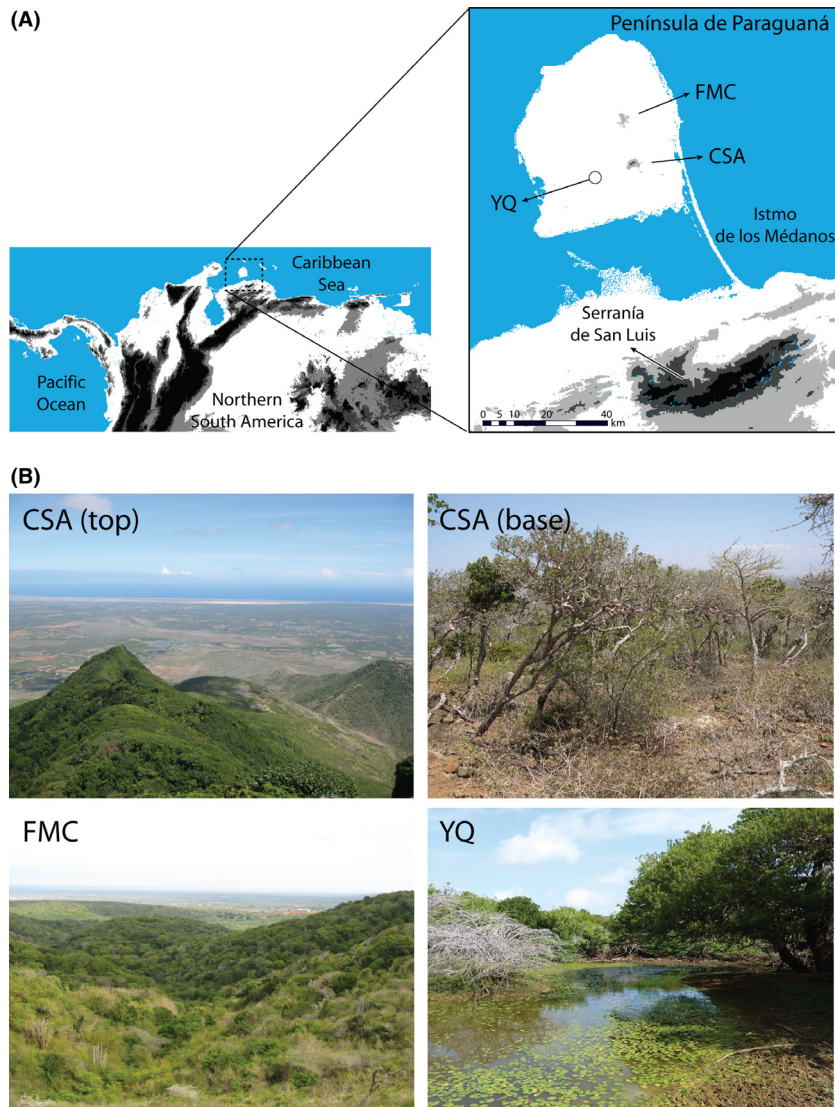 (A)
Península de Paraguaná
FMC
CSA
YQ
Istmo
de los Médanos
Serranía
de San Luis
0 5 10 20 30 40
km
Caribbean
Sea
Pacific
Ocean
Northern
South America
(B)
CSA (top)
CSA (base)
FMC
YQ